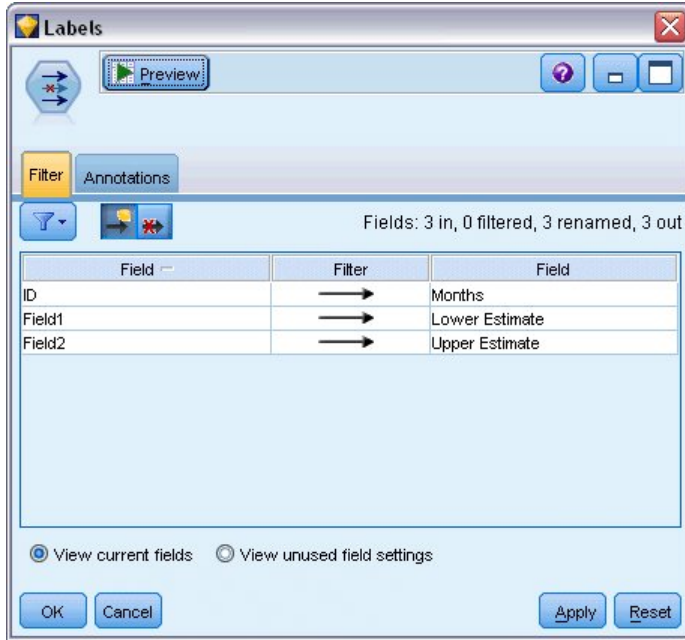 Labels
Preview
Filter Annotations
Fields: 3 in, 0 filtered, 3 renamed, 3 out
Field Filter Field
ID Months
Field1 Lower Estimate
Field2 Upper Estimate
View current fields View unused field settings
OK Cancel Apply Reset